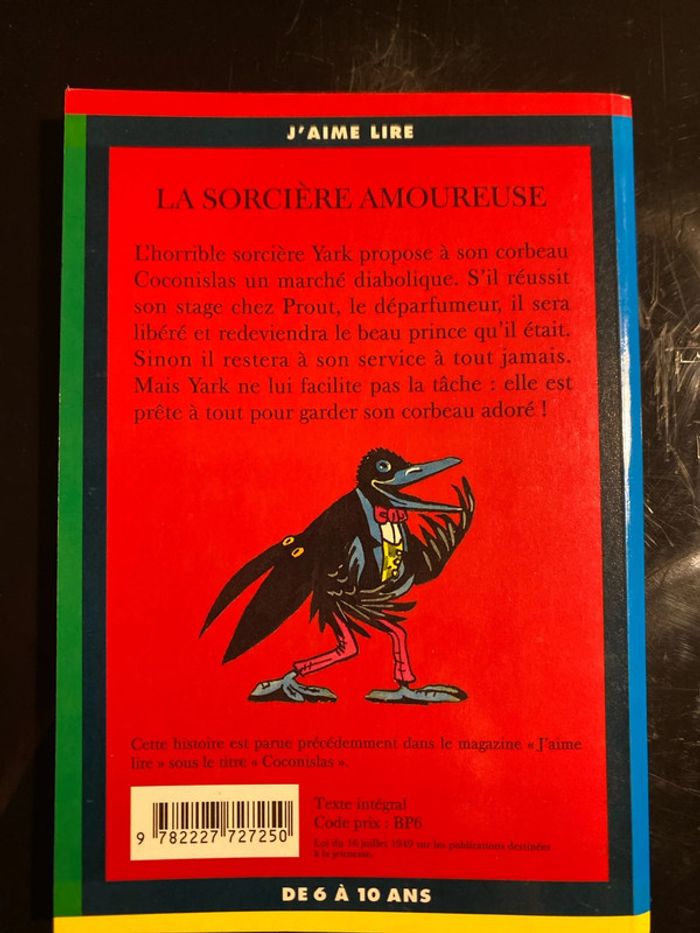 J'AIME LIRE
LA SORCIÈRE AMOUREUSE
L'horrible sorcière Yark propose à son corbeau
Coconislas un marché diabolique. S'il réussit
son stage chez Prout, le déparfumeur, il sera
libéré et redeviendra le beau prince qu'il était.
Sinon il restera à son service à tout jamais.
Mais Yark ne lui facilite pas la tâche : elle est
prête à tout pour garder son corbeau adoré !
Cette histoire est parue précédemment dans le magazine « J'aime
lire » sous le titre « Coconislas ».
Texte intégral
Code prix : BP6
Loi du 16 juillet 1949 sur les publications destinées
à la jeunesse.
9 782227 727250
DE 6 À 10 ANS